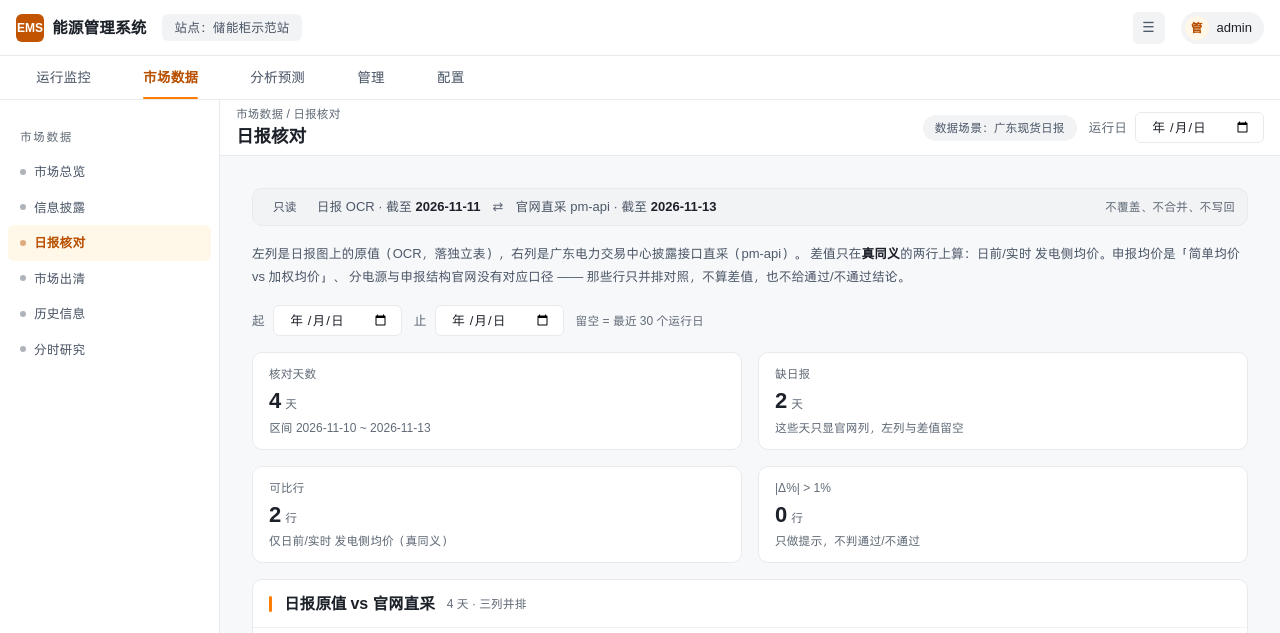 EMS 能源管理系统 站点：储能柜示范站 ☰ 管 admin
运行监控 市场数据 分析预测 管理 配置
市场数据
市场总览
信息披露
日报核对
市场出清
历史信息
分时研究
市场数据 / 日报核对
日报核对
数据场景：广东现货日报 运行日 年 /月/日
只读 日报 OCR · 截至 2026-11-11 ⇄ 官网直采 pm-api · 截至 2026-11-13 不覆盖、不合并、不写回
左列是日报图上的原值（OCR，落独立表），右列是广东电力交易中心披露接口直采（pm-api）。 差值只在真同义的两行上算：日前/实时 发电侧均价。申报均价是「简单均价
vs 加权均价」、 分电源与申报结构官网没有对应口径 —— 那些行只并排对照，不算差值，也不给通过/不通过结论。
起 年 /月/日 止 年 /月/日 留空 = 最近 30 个运行日
核对天数
4 天
区间 2026-11-10 ~ 2026-11-13
缺日报
2 天
这些天只显官网列，左列与差值留空
可比行
2 行
仅日前/实时 发电侧均价（真同义）
|Δ%| > 1%
0 行
只做提示，不判通过/不通过
日报原值 vs 官网直采 4 天 · 三列并排